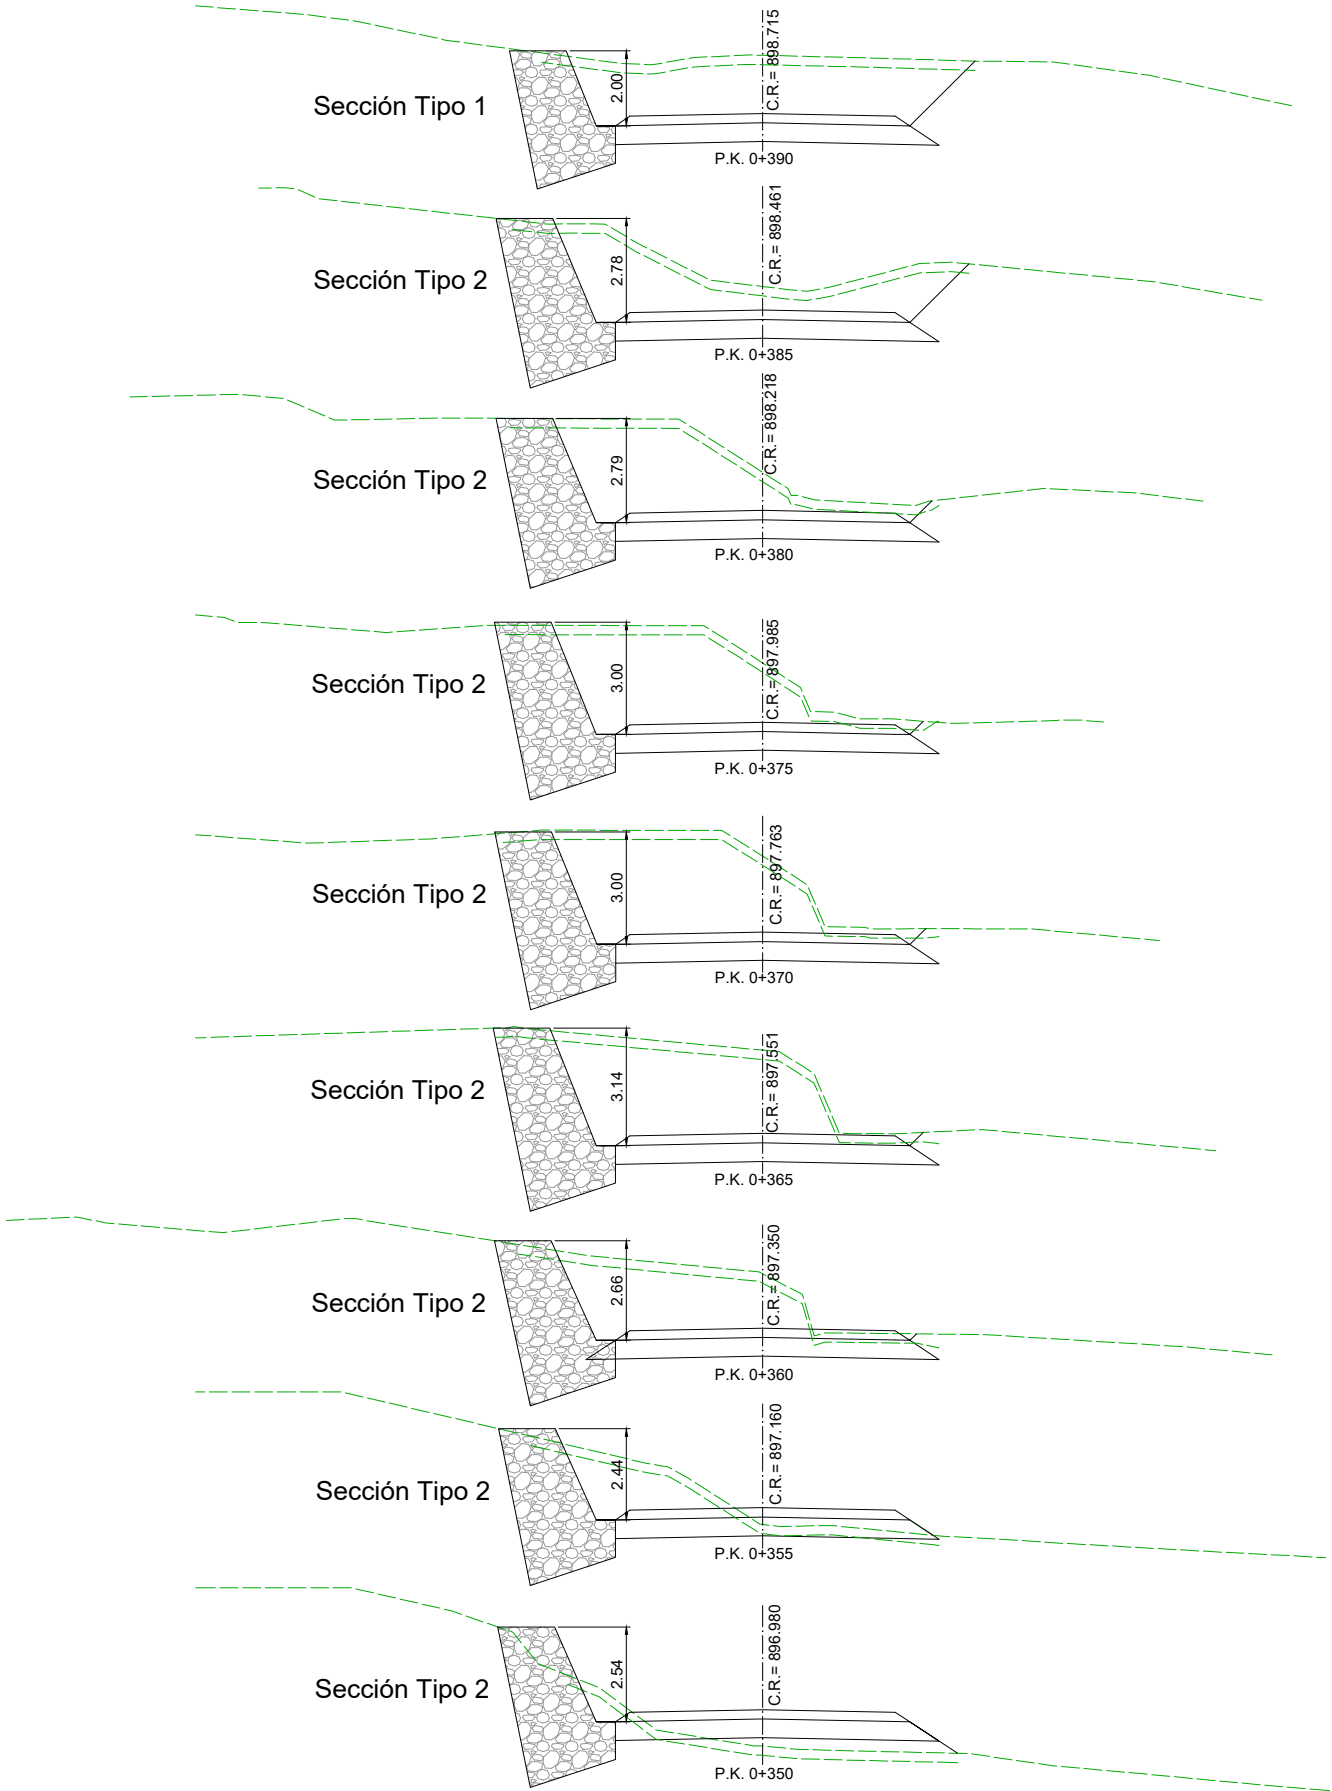 C.R.= 898.715
2.00
Sección Tipo 1
P.K. 0+390
C.R.= 898.461
2.78
Sección Tipo 2
P.K. 0+385
C.R.= 898.218
2.79
Sección Tipo 2
P.K. 0+380
C.R.= 897.985
3.00
Sección Tipo 2
P.K. 0+375
C.R.= 897.763
3.00
Sección Tipo 2
P.K. 0+370
C.R.= 897.551
3.14
Sección Tipo 2
P.K. 0+365
C.R.= 897.350
2.66
Sección Tipo 2
P.K. 0+360
C.R.= 897.160
2.44
Sección Tipo 2
P.K. 0+355
C.R.= 896.980
2.54
Sección Tipo 2
P.K. 0+350